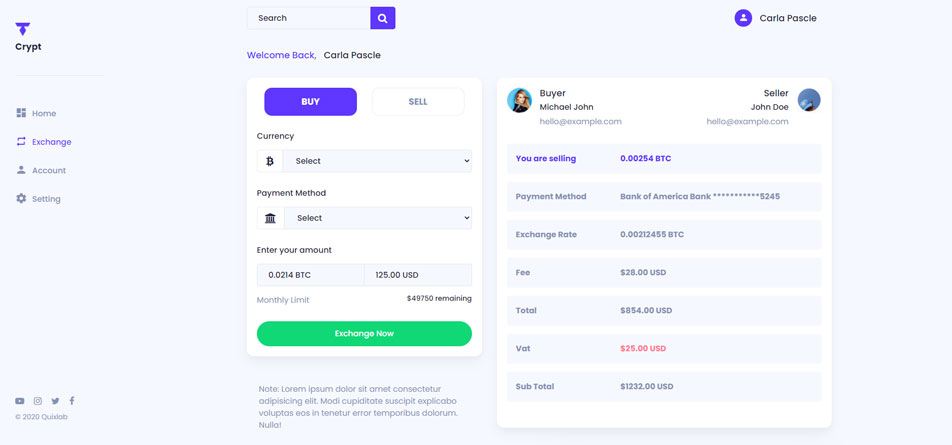 Crypt
Home
Exchange
Account
Setting
© 2020 Quixlab
Search
Carla Pascle
Welcome Back, Carla Pascle
BUY
SELL
Currency
Select
Payment Method
Select
Enter your amount
0.0214 BTC
125.00 USD
Monthly Limit
$49750 remaining
Exchange Now
Note: Lorem ipsum dolor sit amet consectetur
adipisicing elit. Modi cupiditate suscipit explicabo
voluptas eos in tenetur error temporibus dolorum.
Nulla!
Buyer
Michael John
hello@example.com
Seller
John Doe
hello@example.com
You are selling 0.00254 BTC
Payment Method Bank of America Bank ***********5245
Exchange Rate 0.00212455 BTC
Fee $28.00 USD
Total $854.00 USD
Vat $25.00 USD
Sub Total $1232.00 USD